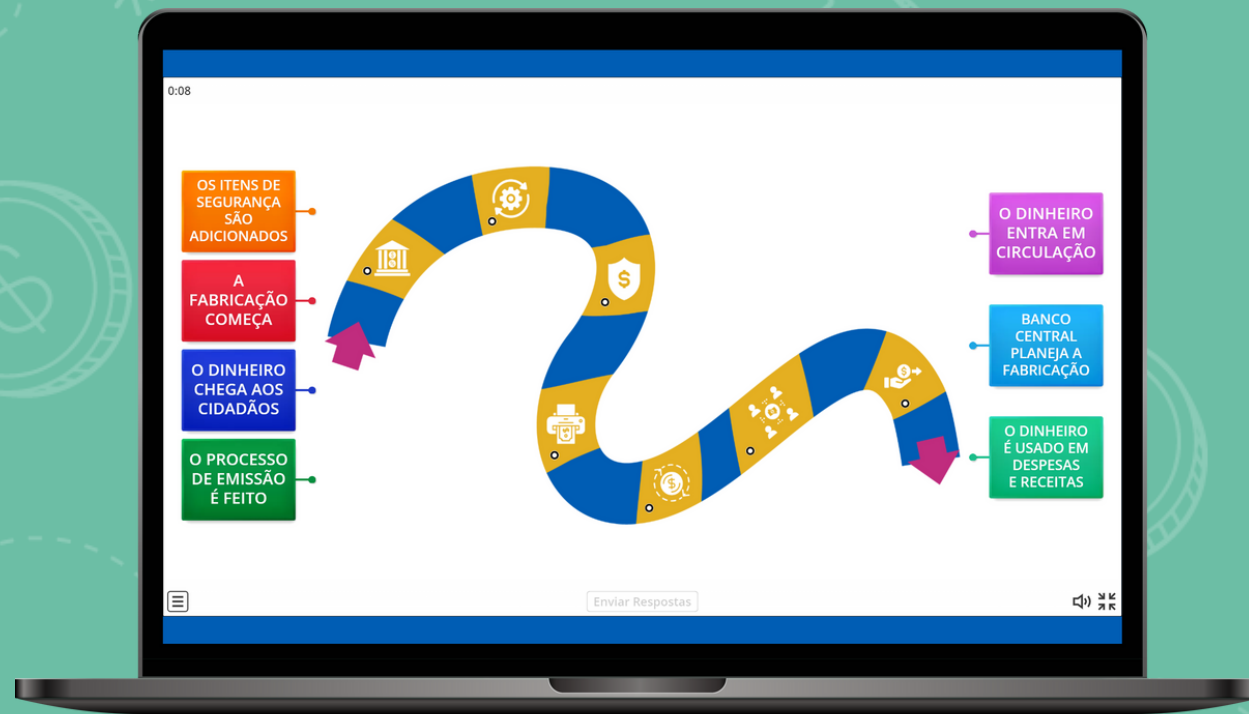 0:08
OS ITENS DE
SEGURANÇA
SÃO
ADICIONADOS
A
FABRICAÇÃO
COMEÇA
O DINHEIRO
CHEGA AOS
CIDADÃOS
O PROCESSO
DE EMISSÃO
É FEITO
O DINHEIRO
ENTRA EM
CIRCULAÇÃO
BANCO
CENTRAL
PLANEJA A
FABRICAÇÃO
O DINHEIRO
É USADO EM
DESPESAS
E RECEITAS
Enviar Respostas